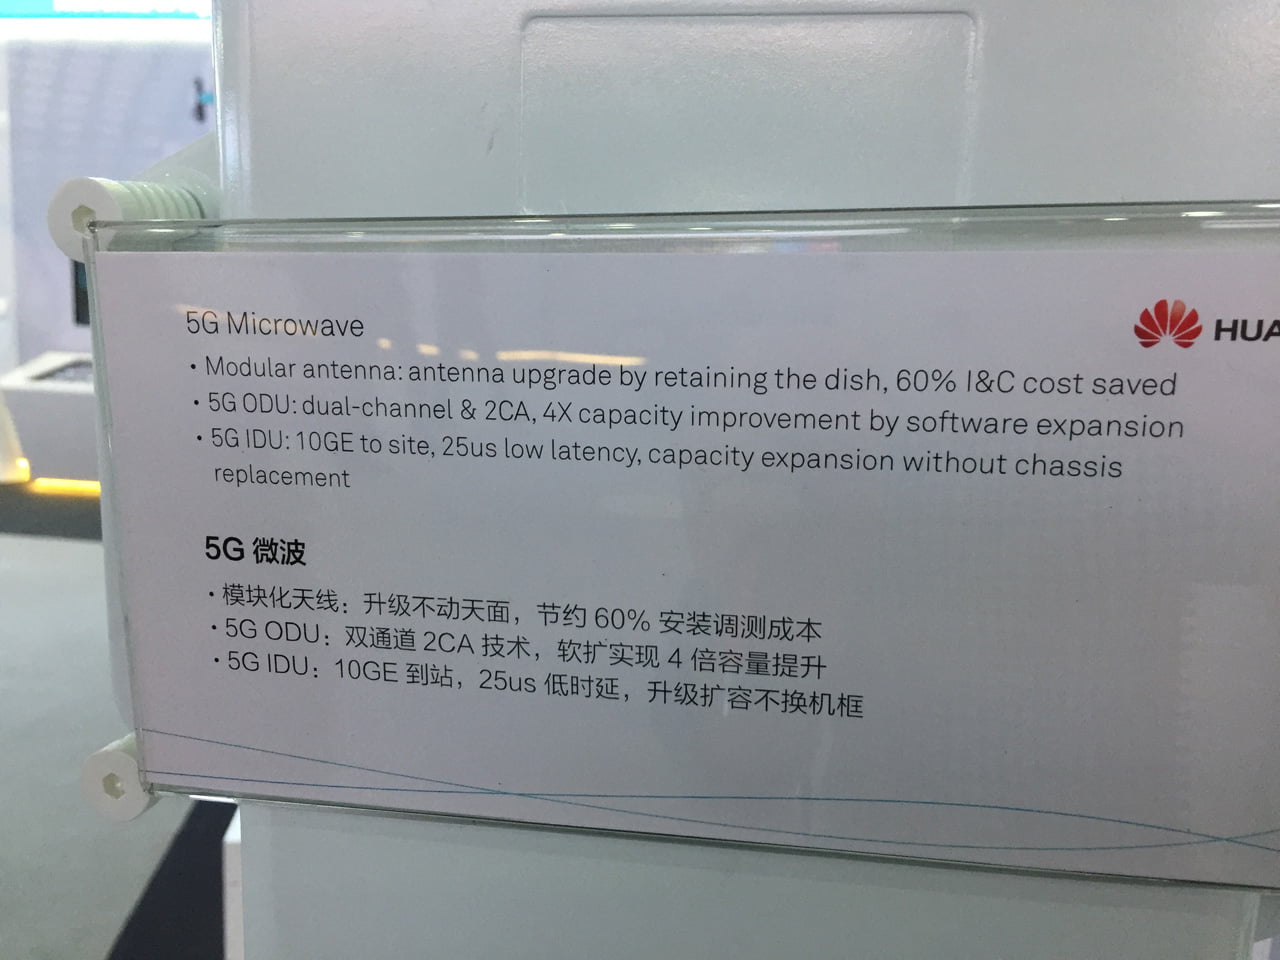 5G Microwave
HUA
• Modular antenna: antenna upgrade by retaining the dish, 60% I&C cost saved
• 5G ODU: dual-channel & 2CA, 4X capacity improvement by software expansion
• 5G IDU: 10GE to site, 25us low latency, capacity expansion without chassis
replacement
5G 微波
• 模块化天线：升级不动天面，节约 60% 安装调测成本
• 5G ODU：双通道 2CA 技术，软扩实现 4 倍容量提升
• 5G IDU：10GE 到站，25us 低时延，升级扩容不换机框